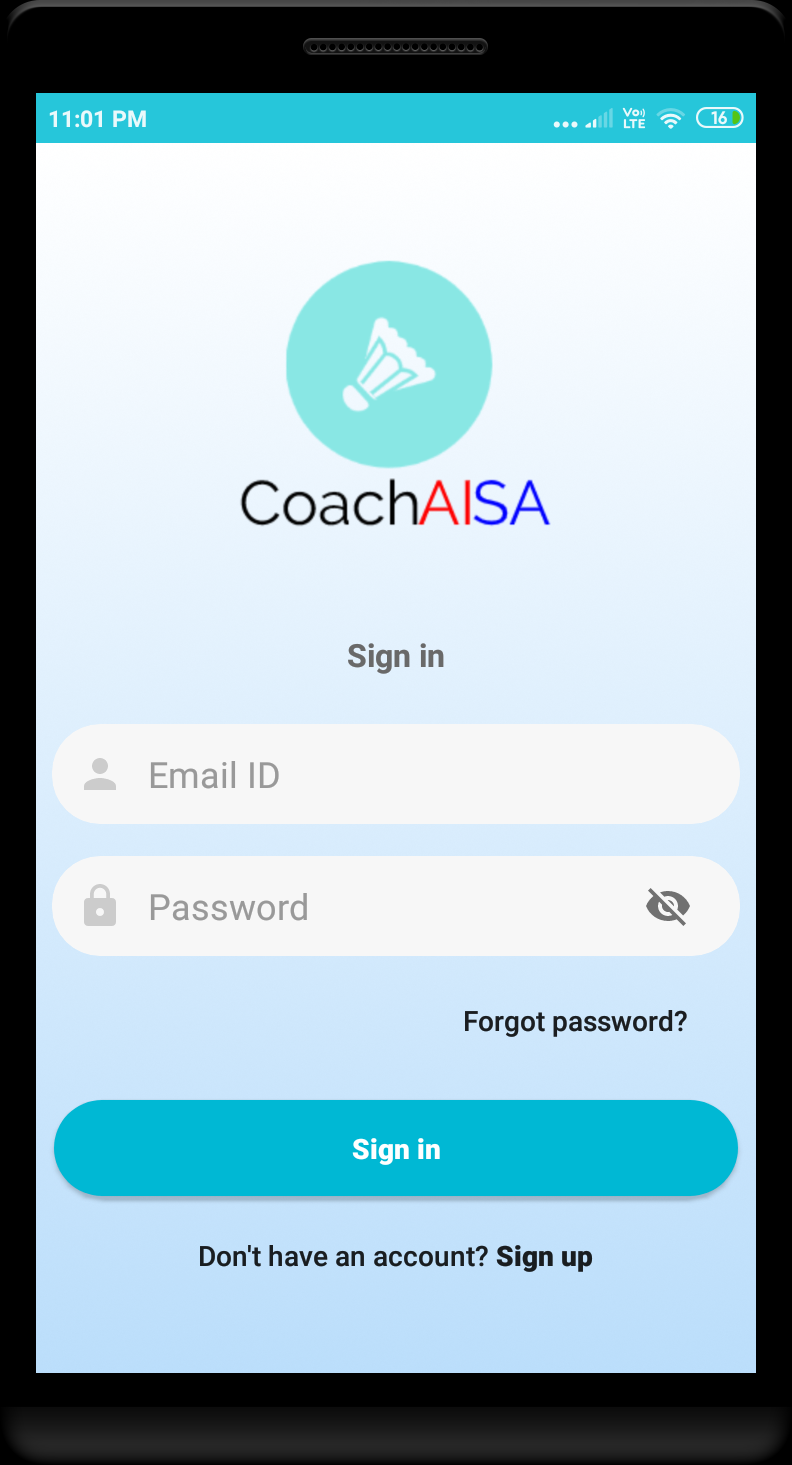 11:01 PM Vo) LTE 16
CoachAISA
Sign in
Email ID
Password
Forgot password?
Sign in
Don't have an account? Sign up